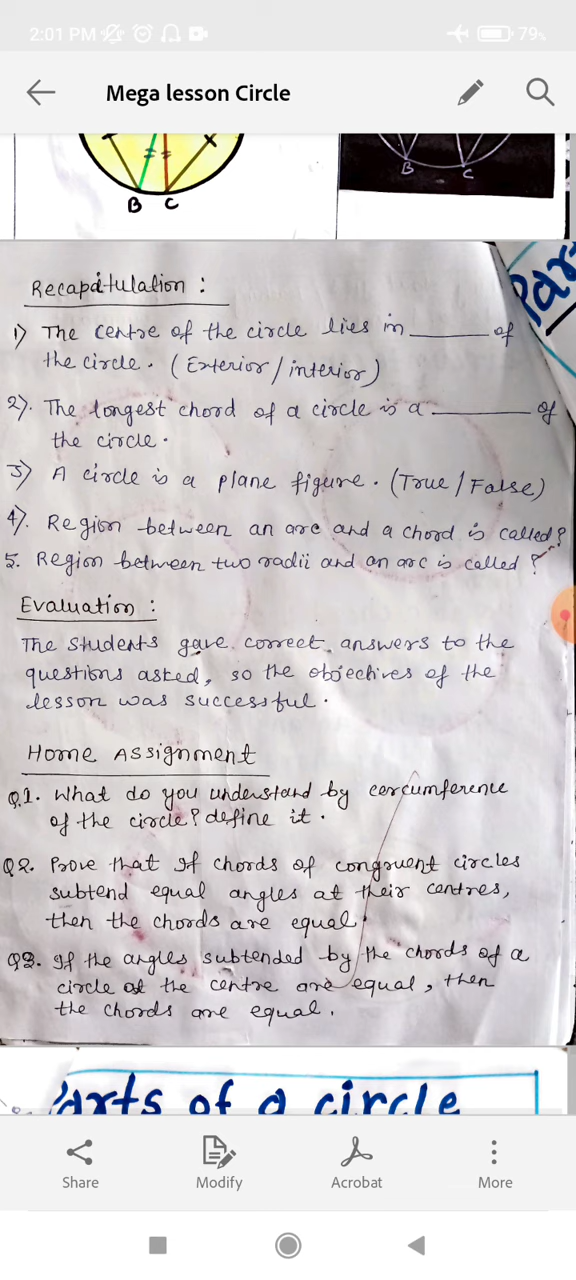 2:01 PM
79%
Mega lesson Circle
B C
B C
Par
Recapitulation :
1) The centre of the circle lies in ______ of
the circle. (Exterior/interior)
2). The longest chord of a circle is a ______ of
the circle.
3) A circle is a plane figure. (True/False)
4). Region between an arc and a chord is called?
5. Region between two radii and an arc is called?
Evaluation :
The students gave correct answers to the
questions asked, so the objectives of the
lesson was successful.
Home Assignment
Q.1. What do you understand by cercumference
of the circle? define it.
Q2. Prove that If chords of congruent circles
subtend equal angles at their centres,
then the chords are equal.
Q3. If the angles subtended by the chords of a
circle at the centre are equal, then
the chords are equal.
Parts of a circle
Share Modify Acrobat More